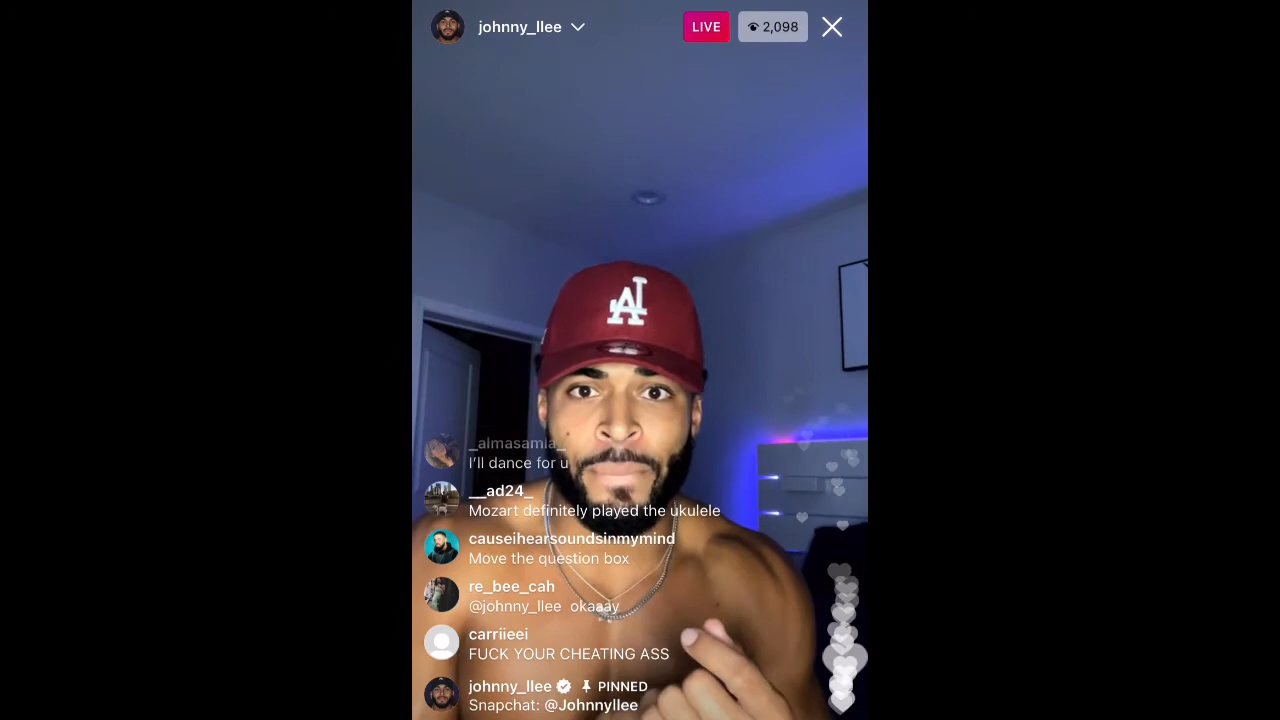 johnny_llee
LIVE
2,098
LA
_almasamla_
I'll dance for u
__ad24_
Mozart definitely played the ukulele
causeihearsoundsinmymind
Move the question box
re_bee_cah
@johnny_llee okaaay
carriieei
FUCK YOUR CHEATING ASS
johnny_llee PINNED
Snapchat: @Johnnyllee